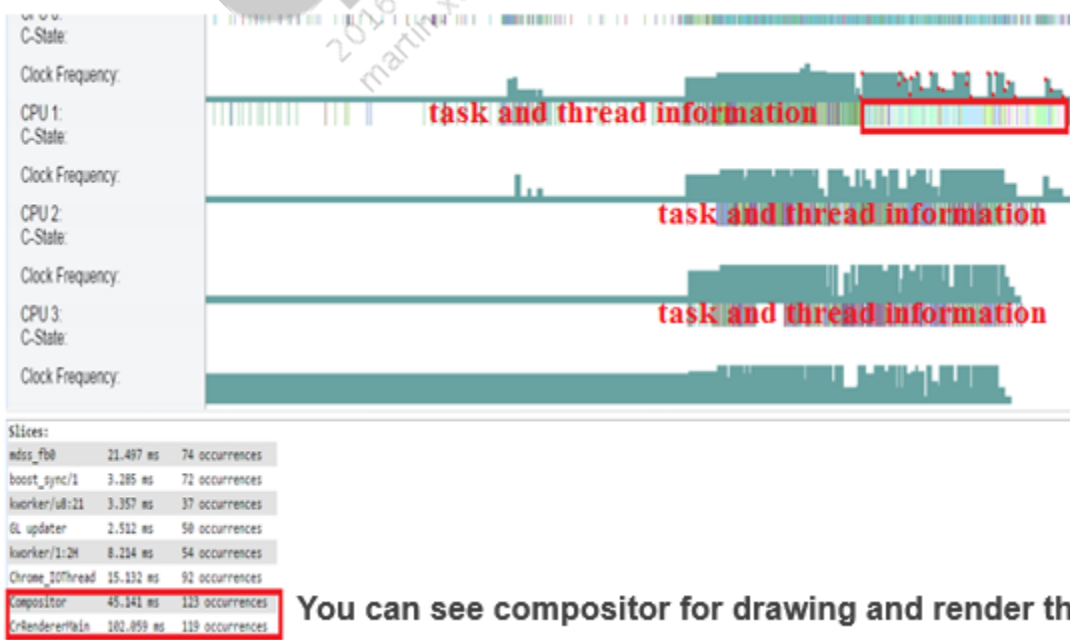 CPU 0:
C-State:
2016
martin.x
Clock Frequency:
CPU 1:
task and thread information
C-State:
Clock Frequency:
CPU 2:
task and thread information
C-State:
Clock Frequency:
CPU 3:
task and thread information
C-State:
Clock Frequency:
Slices:
mdss_fb0 21.497 ms 74 occurrences
boost_sync/1 3.285 ms 72 occurrences
kworker/u8:21 3.357 ms 37 occurrences
GL updater 2.512 ms 50 occurrences
kworker/1:2H 8.214 ms 54 occurrences
Chrome_IOThread 15.132 ms 92 occurrences
Compositor 45.141 ms 123 occurrences
CrRendererMain 102.059 ms 119 occurrences
You can see compositor for drawing and render th